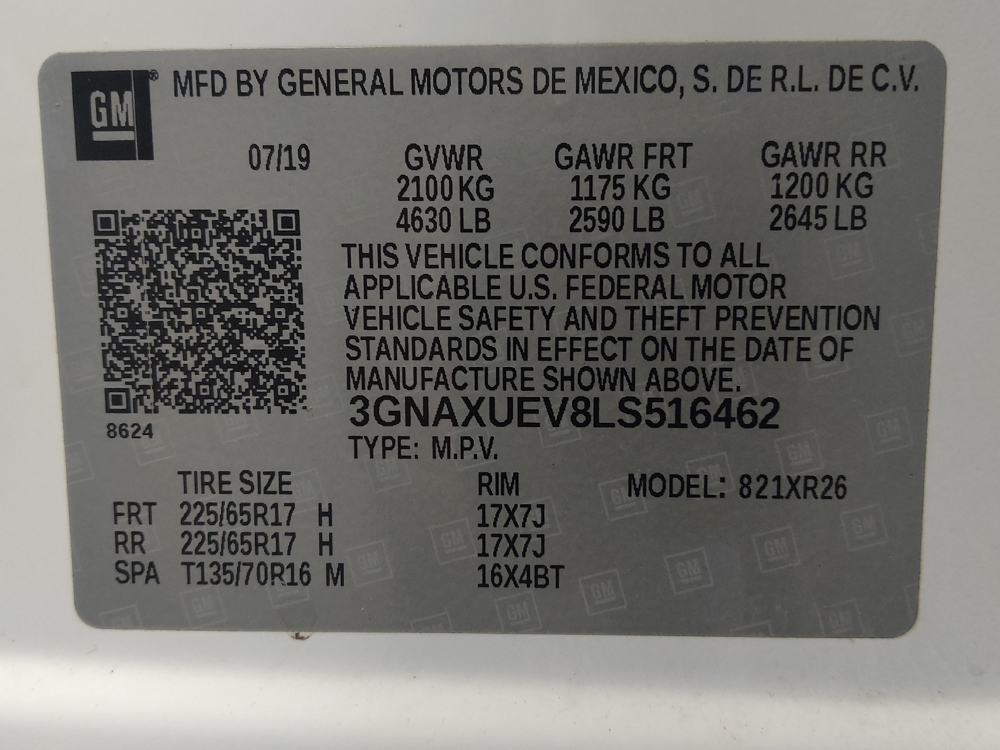 GM® MFD BY GENERAL MOTORS DE MEXICO, S. DE R.L. DE C.V.
07/19 GVWR GAWR FRT GAWR RR
2100 KG 1175 KG 1200 KG
4630 LB 2590 LB 2645 LB
THIS VEHICLE CONFORMS TO ALL
APPLICABLE U.S. FEDERAL MOTOR
VEHICLE SAFETY AND THEFT PREVENTION
STANDARDS IN EFFECT ON THE DATE OF
MANUFACTURE SHOWN ABOVE.
3GNAXUEV8LS516462
8624
TYPE: M.P.V.
TIRE SIZE RIM MODEL: 821XR26
FRT 225/65R17 H 17X7J
RR 225/65R17 H 17X7J
SPA T135/70R16 M 16X4BT